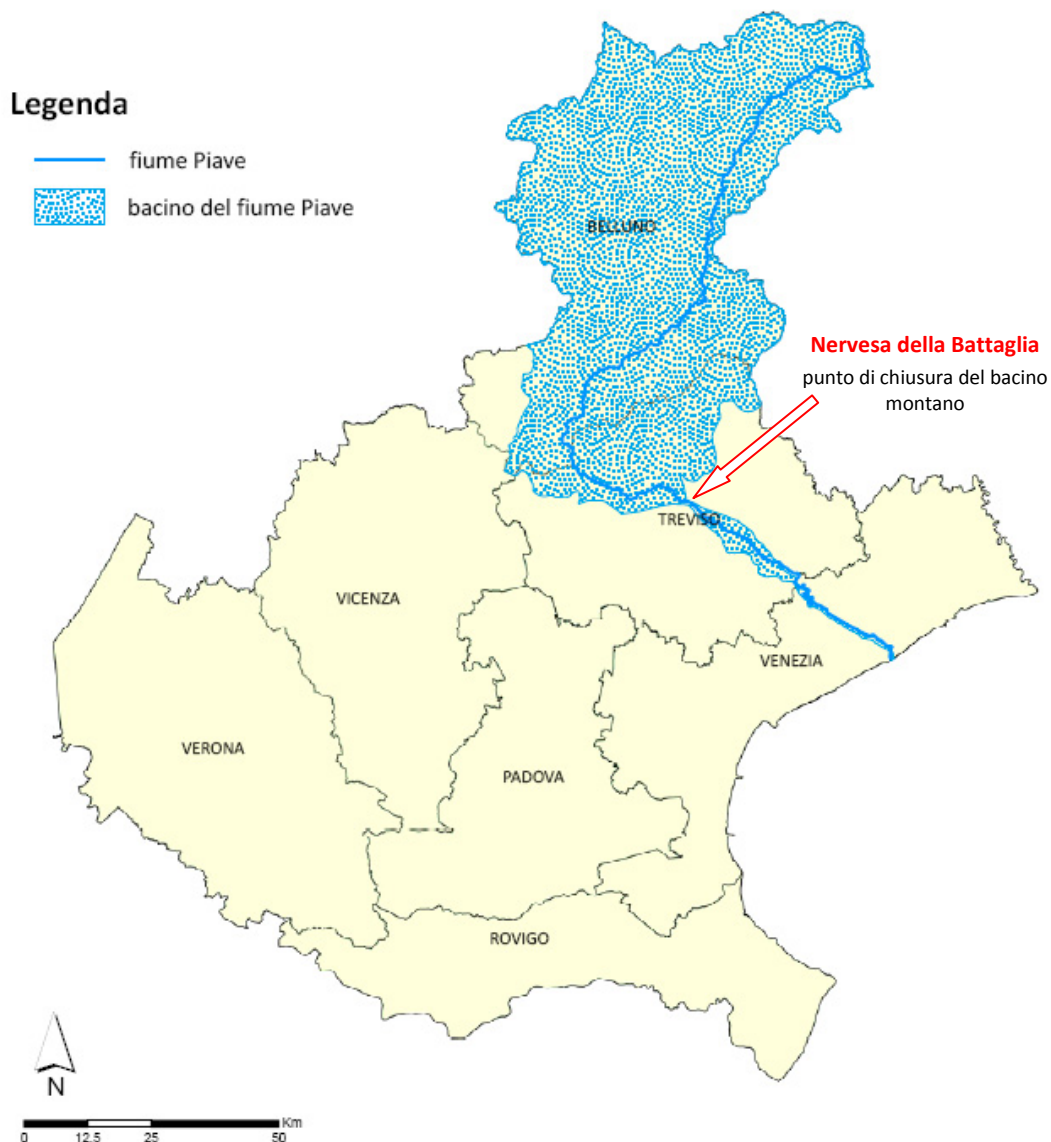 Legenda
fiume Piave
bacino del fiume Piave
BELLUNO
Nervesa della Battaglia
punto di chiusura del bacino
montano
TREVISO
VICENZA
VENEZIA
VERONA
PADOVA
ROVIGO
N
Km
0 12.5 25 50